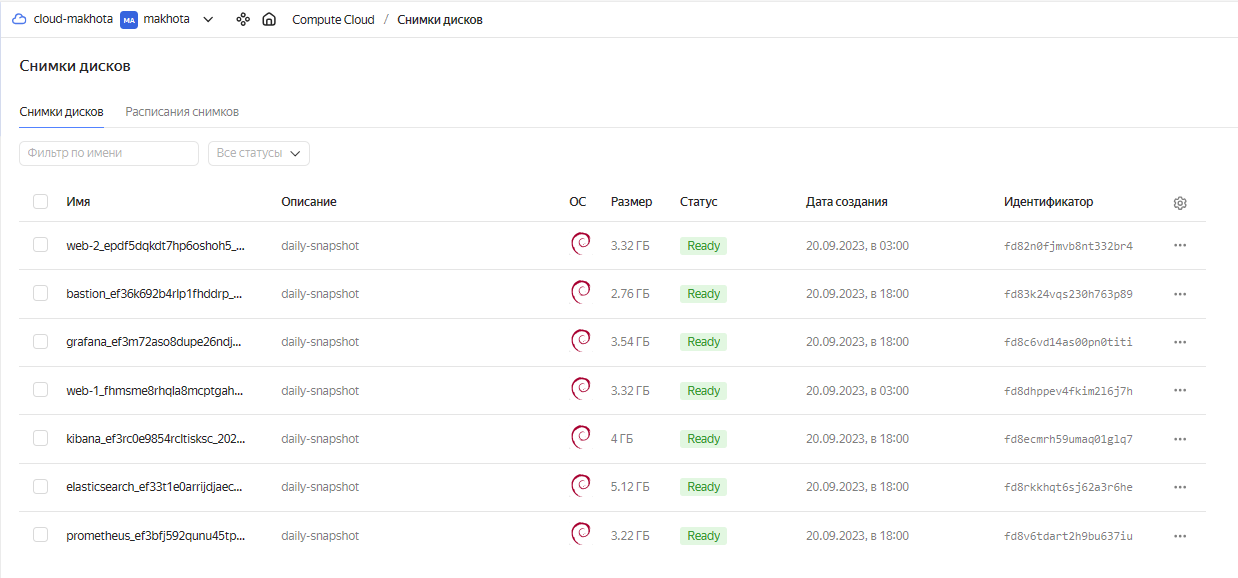 cloud-makhota MA makhota Compute Cloud / Снимки дисков
Снимки дисков
Снимки дисков Расписания снимков
Фильтр по имени Все статусы
Имя Описание ОС Размер Статус Дата создания Идентификатор
web-2_epdf5dqkdt7hp6oshoh5_... daily-snapshot 3.32 ГБ Ready 20.09.2023, в 03:00 fd82n0fjmvb8nt332br4
bastion_ef36k692b4rlp1fhddrp_... daily-snapshot 2.76 ГБ Ready 20.09.2023, в 18:00 fd83k24vqs230h763p89
grafana_ef3m72aso8dupe26ndj... daily-snapshot 3.54 ГБ Ready 20.09.2023, в 18:00 fd8c6vd14as00pn0titi
web-1_fhmsme8rhqla8mcptgah... daily-snapshot 3.32 ГБ Ready 20.09.2023, в 03:00 fd8dhppev4fkim2l6j7h
kibana_ef3rc0e9854rcltisksc_202... daily-snapshot 4 ГБ Ready 20.09.2023, в 18:00 fd8ecmrh59umaq01glq7
elasticsearch_ef33t1e0arrijdjaec... daily-snapshot 5.12 ГБ Ready 20.09.2023, в 18:00 fd8rkkhqt6sj62a3r6he
prometheus_ef3bfj592qunu45tp... daily-snapshot 3.22 ГБ Ready 20.09.2023, в 18:00 fd8v6tdart2h9bu637iu